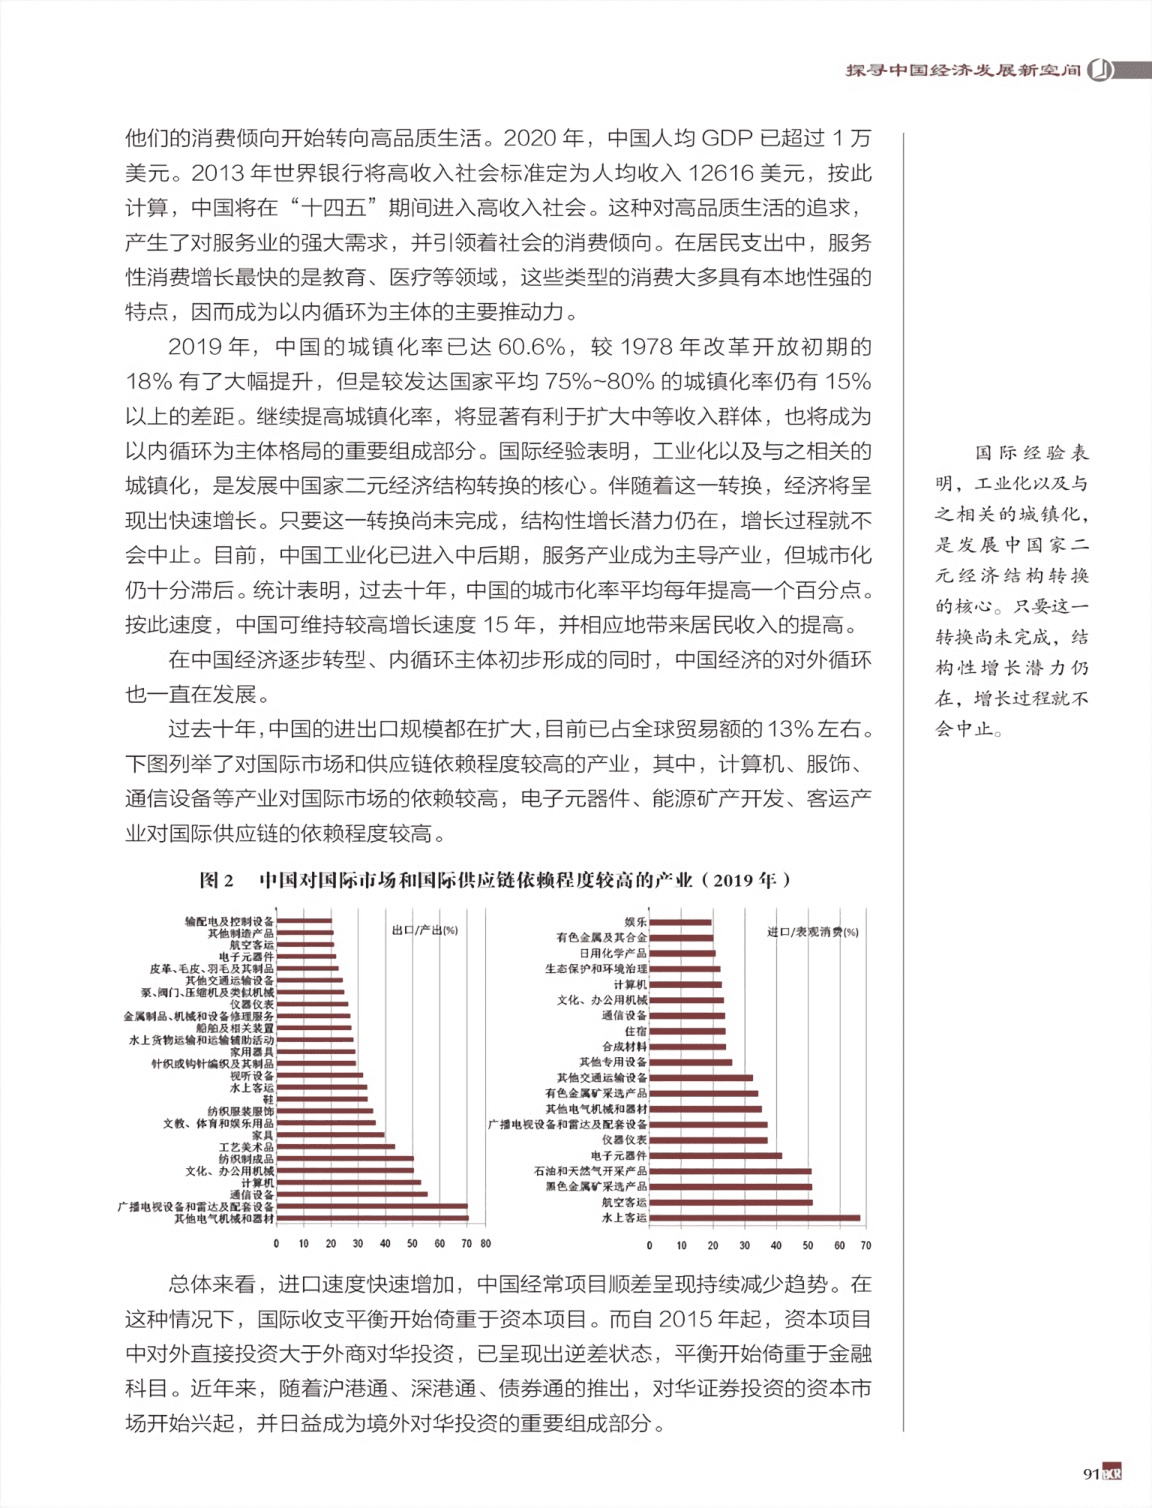 探寻中国经济发展新空间
他们的消费倾向开始转向高品质生活。2020 年，中国人均 GDP 已超过 1 万
美元。2013 年世界银行将高收入社会标准定为人均收入 12616 美元，按此
计算，中国将在“十四五”期间进入高收入社会。这种对高品质生活的追求，
产生了对服务业的强大需求，并引领着社会的消费倾向。在居民支出中，服务
性消费增长最快的是教育、医疗等领域，这些类型的消费大多具有本地性强的
特点，因而成为以内循环为主体的主要推动力。
2019 年，中国的城镇化率已达 60.6%，较 1978 年改革开放初期的
18% 有了大幅提升，但是较发达国家平均 75%~80% 的城镇化率仍有 15%
以上的差距。继续提高城镇化率，将显著有利于扩大中等收入群体，也将成为
以内循环为主体格局的重要组成部分。国际经验表明，工业化以及与之相关的
城镇化，是发展中国家二元经济结构转换的核心。伴随着这一转换，经济将呈
现出快速增长。只要这一转换尚未完成，结构性增长潜力仍在，增长过程就不
会中止。目前，中国工业化已进入中后期，服务产业成为主导产业，但城市化
仍十分滞后。统计表明，过去十年，中国的城市化率平均每年提高一个百分点。
按此速度，中国可维持较高增长速度 15 年，并相应地带来居民收入的提高。
在中国经济逐步转型、内循环主体初步形成的同时，中国经济的对外循环
也一直在发展。
过去十年，中国的进出口规模都在扩大，目前已占全球贸易额的13%左右。
下图列举了对国际市场和供应链依赖程度较高的产业，其中，计算机、服饰、
通信设备等产业对国际市场的依赖较高，电子元器件、能源矿产开发、客运产
业对国际供应链的依赖程度较高。
国际经验表
明，工业化以及与
之相关的城镇化，
是发展中国家二
元经济结构转换
的核心。只要这一
转换尚未完成，结
构性增长潜力仍
在，增长过程就不
会中止。
图 2 中国对国际市场和国际供应链依赖程度较高的产业（2019 年）
出口/产出(%)
输配电及控制设备
其他制造产品
航空客运
电子元器件
皮革、毛皮、羽毛及其制品
其他交通运输设备
泵、阀门、压缩机及类似机械
仪器仪表
金属制品、机械和设备修理服务
船舶及相关装置
水上货物运输和运输辅助活动
家用器具
针织或钩针编织及其制品
视听设备
水上客运
鞋
纺织服装服饰
文教、体育和娱乐用品
家具
工艺美术品
纺织制成品
文化、办公用机械
计算机
通信设备
广播电视设备和雷达及配套设备
其他电气机械和器材
0 10 20 30 40 50 60 70 80
进口/表观消费(%)
娱乐
有色金属及其合金
日用化学产品
生态保护和环境治理
计算机
文化、办公用机械
通信设备
住宿
合成材料
其他专用设备
其他交通运输设备
有色金属矿采选产品
其他电气机械和器材
广播电视设备和雷达及配套设备
仪器仪表
电子元器件
石油和天然气开采产品
黑色金属矿采选产品
航空客运
水上客运
0 10 20 30 40 50 60 70
总体来看，进口速度快速增加，中国经常项目顺差呈现持续减少趋势。在
这种情况下，国际收支平衡开始倚重于资本项目。而自 2015 年起，资本项目
中对外直接投资大于外商对华投资，已呈现出逆差状态，平衡开始倚重于金融
科目。近年来，随着沪港通、深港通、债券通的推出，对华证券投资的资本市
场开始兴起，并日益成为境外对华投资的重要组成部分。
91